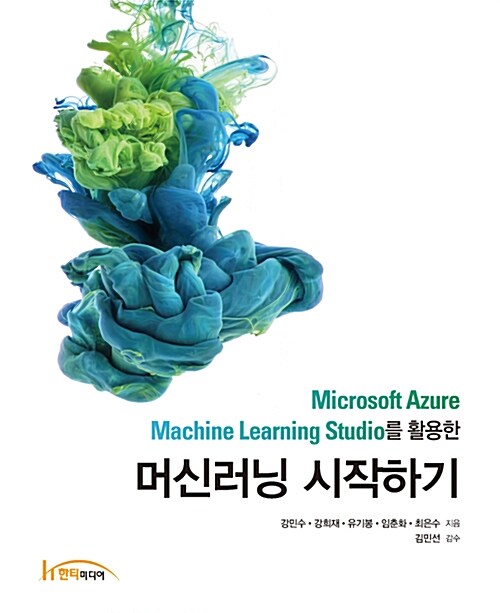 Microsoft Azure
Machine Learning Studio를 활용한
머신러닝 시작하기
강민수 • 강희재 • 유기봉 • 임춘화 • 최은수 지음
김민선 감수
한티미디어